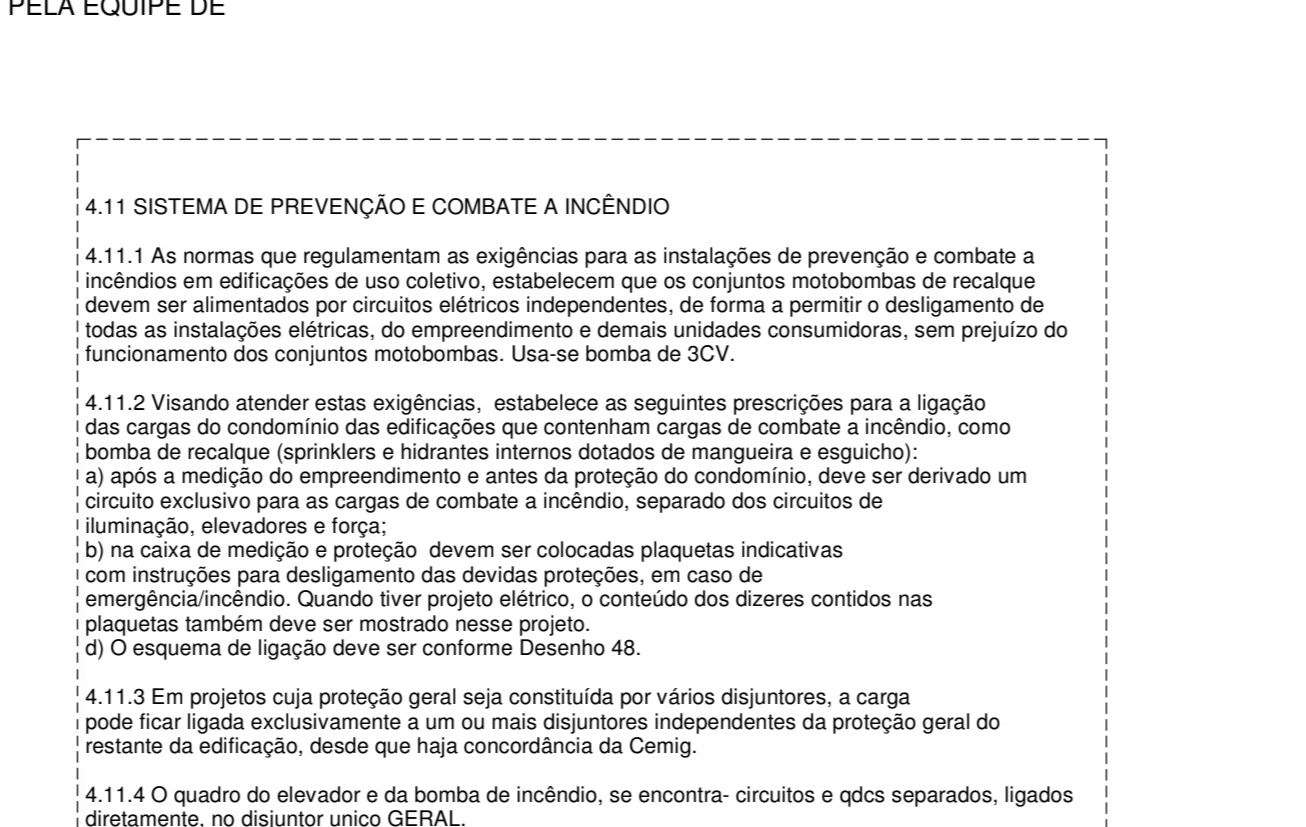 PELA EQUIPE DE
4.11 SISTEMA DE PREVENÇÃO E COMBATE A INCÊNDIO
4.11.1 As normas que regulamentam as exigências para as instalações de prevenção e combate a
incêndios em edificações de uso coletivo, estabelecem que os conjuntos motobombas de recalque
devem ser alimentados por circuitos elétricos independentes, de forma a permitir o desligamento de
todas as instalações elétricas, do empreendimento e demais unidades consumidoras, sem prejuízo do
funcionamento dos conjuntos motobombas. Usa-se bomba de 3CV.
4.11.2 Visando atender estas exigências, estabelece as seguintes prescrições para a ligação
das cargas do condomínio das edificações que contenham cargas de combate a incêndio, como
bomba de recalque (sprinklers e hidrantes internos dotados de mangueira e esguicho):
a) após a medição do empreendimento e antes da proteção do condomínio, deve ser derivado um
circuito exclusivo para as cargas de combate a incêndio, separado dos circuitos de
iluminação, elevadores e força;
b) na caixa de medição e proteção devem ser colocadas plaquetas indicativas
com instruções para desligamento das devidas proteções, em caso de
emergência/incêndio. Quando tiver projeto elétrico, o conteúdo dos dizeres contidos nas
plaquetas também deve ser mostrado nesse projeto.
d) O esquema de ligação deve ser conforme Desenho 48.
4.11.3 Em projetos cuja proteção geral seja constituída por vários disjuntores, a carga
pode ficar ligada exclusivamente a um ou mais disjuntores independentes da proteção geral do
restante da edificação, desde que haja concordância da Cemig.
4.11.4 O quadro do elevador e da bomba de incêndio, se encontra- circuitos e qdcs separados, ligados
diretamente, no disjuntor unico GERAL.